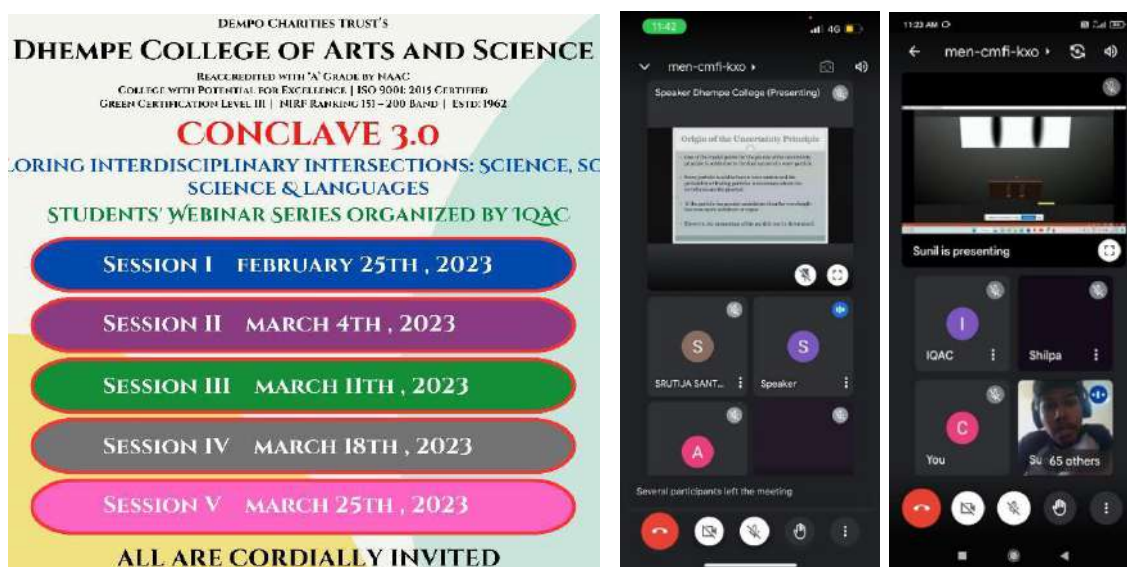 DEMPO CHARITIES TRUST'S
DHEMPE COLLEGE OF ARTS AND SCIENCE
REACCREDITED WITH 'A' GRADE BY NAAC
COLLEGE WITH POTENTIAL FOR EXCELLENCE | ISO 9001: 2015 CERTIFIED
GREEN CERTIFICATION LEVEL III | NIRF RANKING 151 – 200 BAND | ESTD: 1962
CONCLAVE 3.0
LORING INTERDISCIPLINARY INTERSECTIONS: SCIENCE, SC
SCIENCE & LANGUAGES
STUDENTS' WEBINAR SERIES ORGANIZED BY IQAC
SESSION I FEBRUARY 25TH , 2023
SESSION II MARCH 4TH , 2023
SESSION III MARCH 11TH , 2023
SESSION IV MARCH 18TH , 2023
SESSION V MARCH 25TH , 2023
ALL ARE CORDIALLY INVITED
11:42
4G
men-cmfi-kxo
Speaker Dhempe College (Presenting)
Origin of the Uncertainty Principle
SRUTIJA SANT...
S
Speaker
S
A
Several participants left the meeting
11:23 AM
men-cmfi-kxo
Sunil is presenting
I
IQAC
Shilpa
C
You
Su
65 others